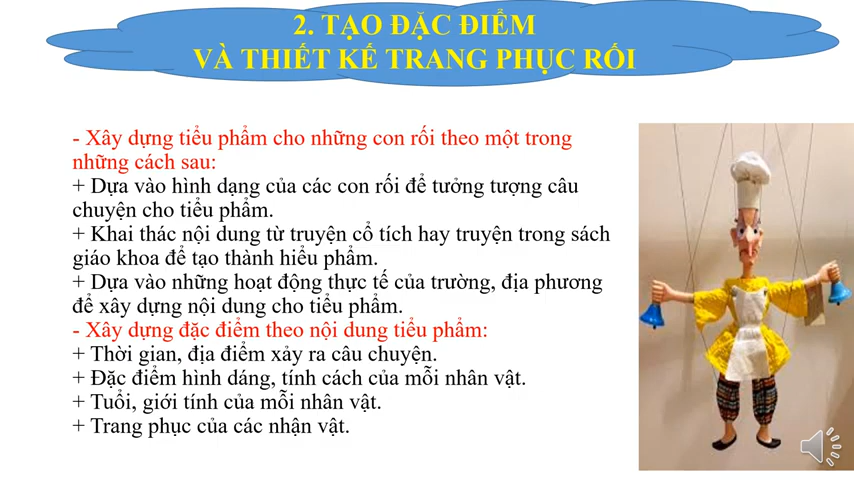 2. TẠO ĐẶC ĐIỂM
VÀ THIẾT KẾ TRANG PHỤC RỐI
- Xây dựng tiểu phẩm cho những con rối theo một trong
những cách sau:
+ Dựa vào hình dạng của các con rối để tưởng tượng câu
chuyện cho tiểu phẩm.
+ Khai thác nội dung từ truyện cổ tích hay truyện trong sách
giáo khoa để tạo thành hiểu phẩm.
+ Dựa vào những hoạt động thực tế của trường, địa phương
để xây dựng nội dung cho tiểu phẩm.
- Xây dựng đặc điểm theo nội dung tiểu phẩm:
+ Thời gian, địa điểm xảy ra câu chuyện.
+ Đặc điểm hình dáng, tính cách của mỗi nhân vật.
+ Tuổi, giới tính của mỗi nhân vật.
+ Trang phục của các nhận vật.